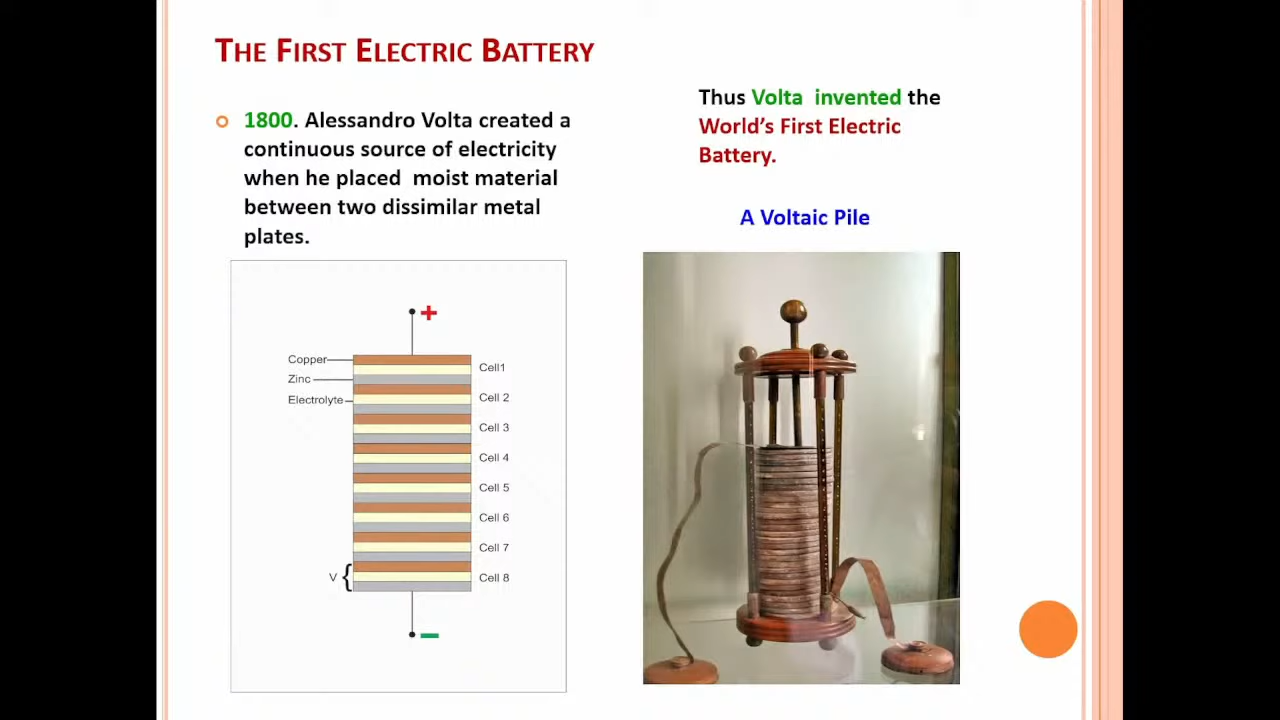 THE FIRST ELECTRIC BATTERY
1800. Alessandro Volta created a
continuous source of electricity
when he placed moist material
between two dissimilar metal
plates.
Thus Volta invented the
World's First Electric
Battery.
A Voltaic Pile
+
Copper
Zinc
Electrolyte
Cell1
Cell 2
Cell 3
Cell 4
Cell 5
Cell 6
Cell 7
V {
Cell 8
–